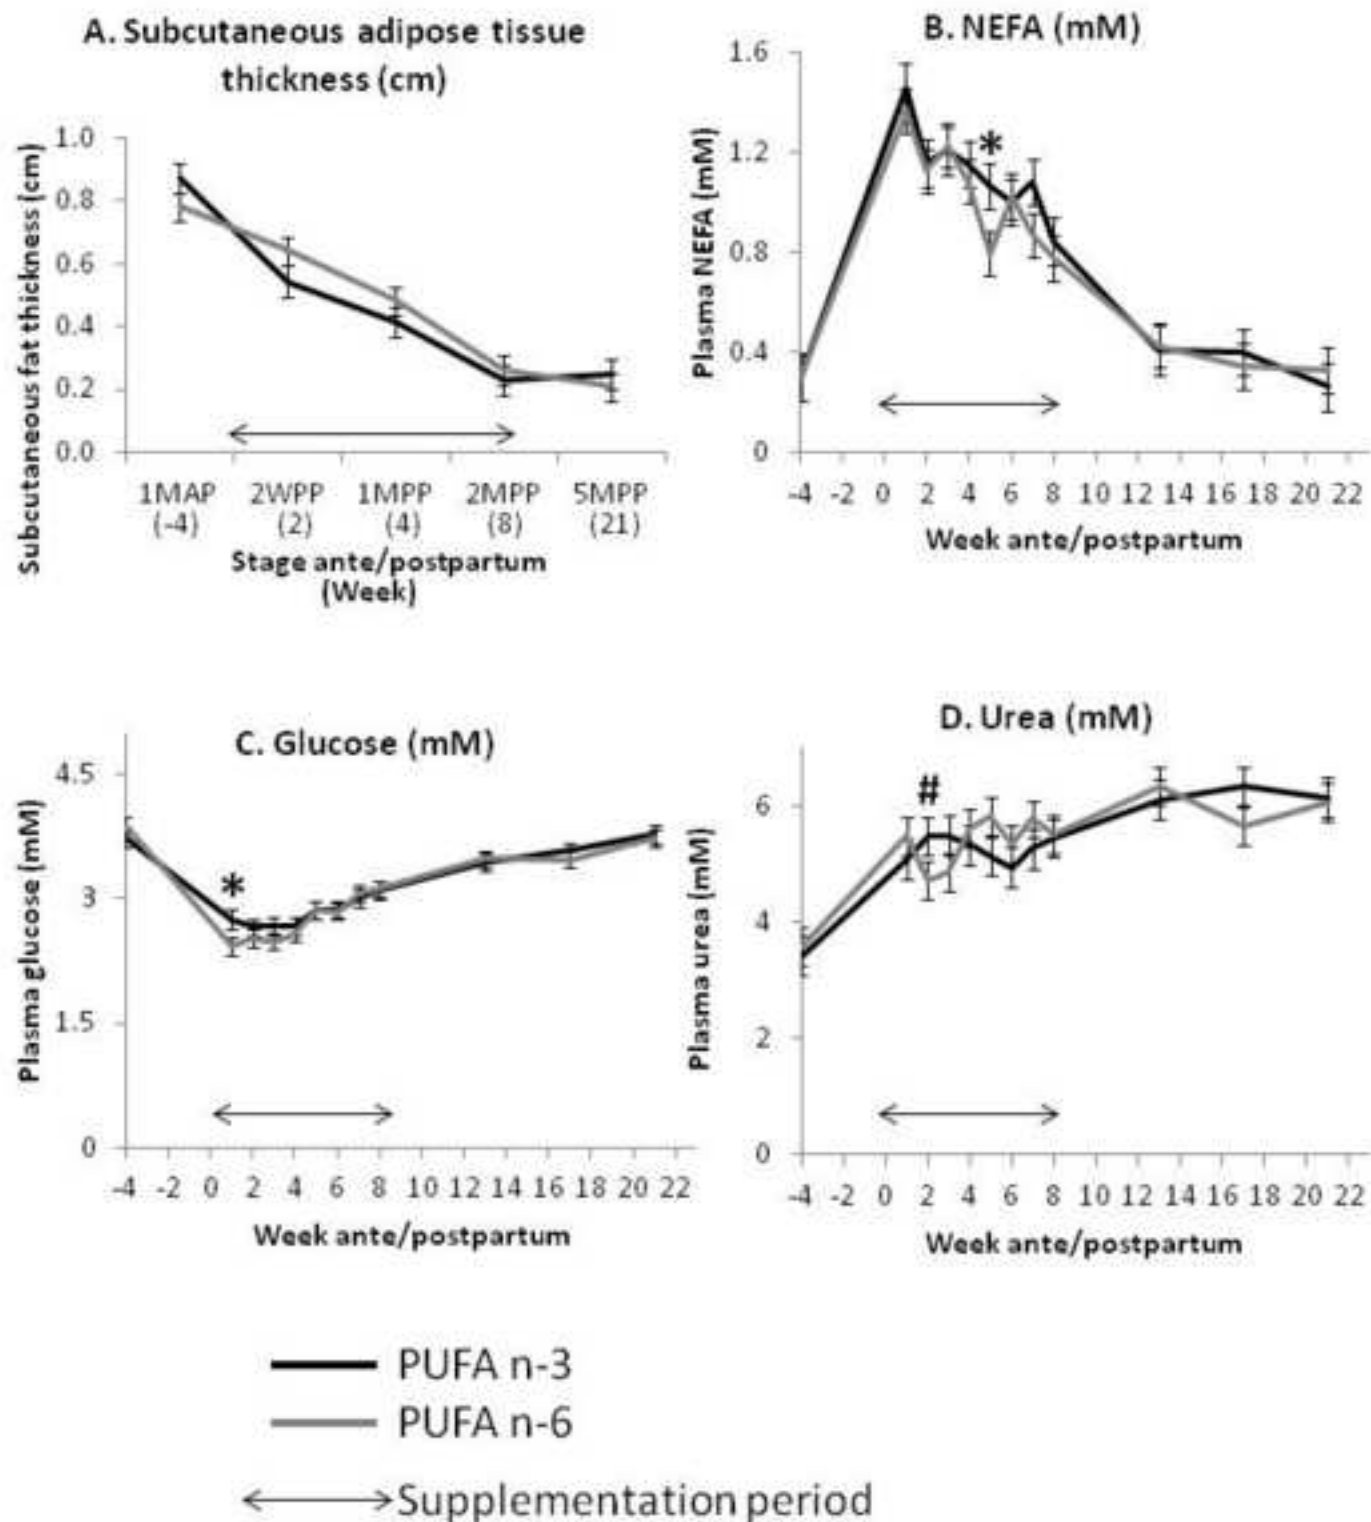 A. Subcutaneous adipose tissue
thickness (cm)
Subcutaneous fat thickness (cm)
1.0
0.8
0.6
0.4
0.2
0.0
1MAP 2WPP 1MPP 2MPP 5MPP
(-4) (2) (4) (8) (21)
Stage ante/postpartum
(Week)
B. NEFA (mM)
Plasma NEFA (mM)
1.6
1.2
0.8
0.4
0
*
-4 -2 0 2 4 6 8 10 12 14 16 18 20 22
Week ante/postpartum
C. Glucose (mM)
Plasma glucose (mM)
4.5
3
1.5
0
*
-4 -2 0 2 4 6 8 10 12 14 16 18 20 22
Week ante/postpartum
D. Urea (mM)
Plasma urea (mM)
6
4
2
0
#
-4 -2 0 2 4 6 8 10 12 14 16 18 20 22
Week ante/postpartum
PUFA n-3
PUFA n-6
Supplementation period